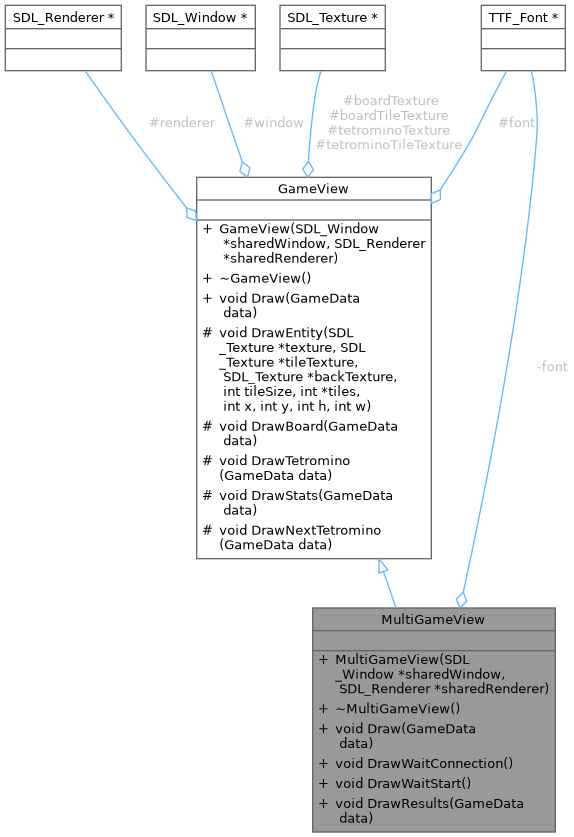 SDL_Renderer *
SDL_Window *
SDL_Texture *
TTF_Font *
#renderer
#window
#boardTexture
#boardTileTexture
#tetrominoTexture
#tetrominoTileTexture
#font
GameView
+ GameView(SDL_Window
*sharedWindow, SDL_Renderer
*sharedRenderer)
+ ~GameView()
+ void Draw(GameData
data)
# void DrawEntity(SDL
_Texture *texture, SDL
_Texture *tileTexture,
SDL_Texture *backTexture,
int tileSize, int *tiles,
int x, int y, int h, int w)
# void DrawBoard(GameData
data)
# void DrawTetromino
(GameData data)
# void DrawStats(GameData
data)
# void DrawNextTetromino
(GameData data)
-font
MultiGameView
+ MultiGameView(SDL
_Window *sharedWindow,
SDL_Renderer *sharedRenderer)
+ ~MultiGameView()
+ void Draw(GameData
data)
+ void DrawWaitConnection()
+ void DrawWaitStart()
+ void DrawResults(GameData
data)